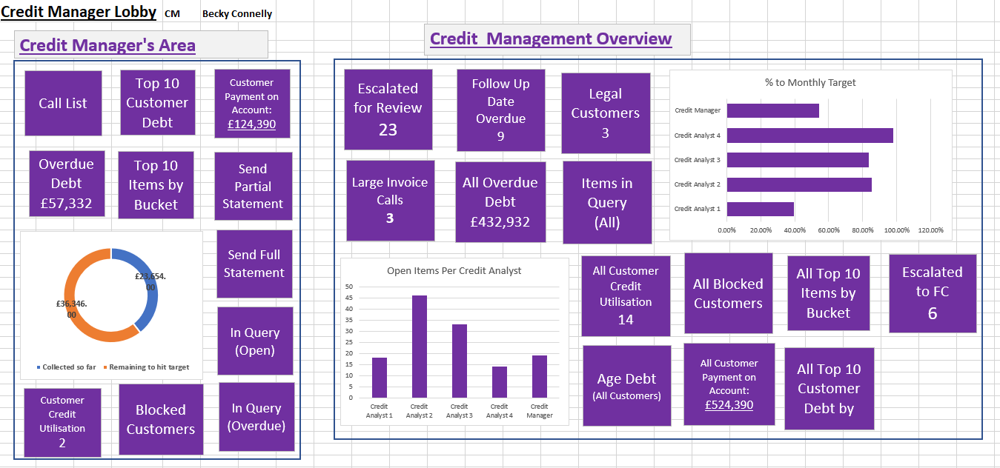 Credit Manager Lobby CM Becky Connelly
Credit Manager's Area
Call List
Top 10
Customer
Debt
Customer
Payment on
Account:
£124,390
Overdue
Debt
£57,332
Top 10
Items by
Bucket
Send
Partial
Statement
£23,654.
00
£36,346.
00
Collected so far
Remaining to hit target
Send Full
Statement
In Query
(Open)
Customer
Credit
Utilisation
2
Blocked
Customers
In Query
(Overdue)
Credit  Management Overview
Escalated
for Review
23
Follow Up
Date
Overdue
9
Legal
Customers
3
Large Invoice
Calls
3
All Overdue
Debt
£432,932
Items in
Query
(All)
% to Monthly Target
Credit Manager
Credit Analyst 4
Credit Analyst 3
Credit Analyst 2
Credit Analyst 1
0.00% 20.00% 40.00% 60.00% 80.00% 100.00% 120.00%
Open Items Per Credit Analyst
50
45
40
35
30
25
20
15
10
5
0
Credit
Analyst 1
Credit
Analyst 2
Credit
Analyst 3
Credit
Analyst 4
Credit
Manager
All Customer
Credit
Utilisation
14
All Blocked
Customers
All Top 10
Items by
Bucket
Escalated
to FC
6
Age Debt
(All Customers)
All Customer
Payment on
Account:
£524,390
All Top 10
Customer
Debt by